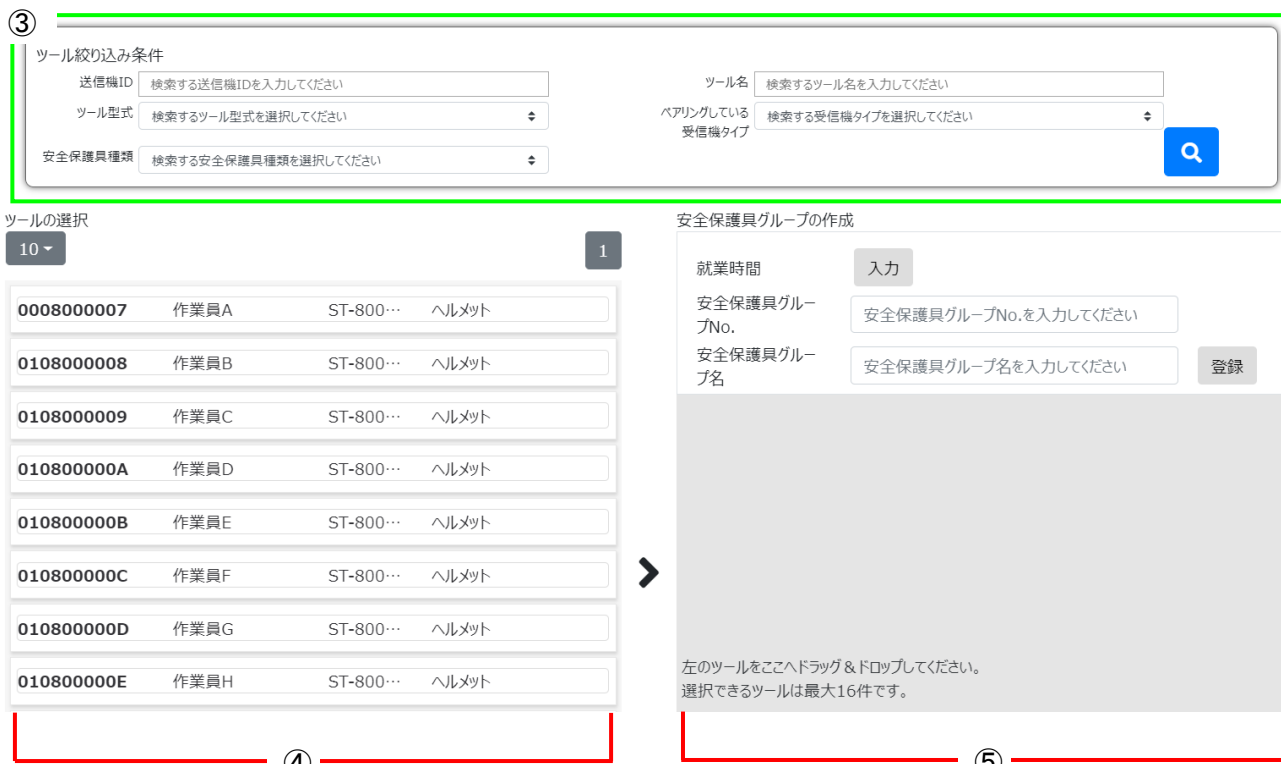 ③
ツール絞り込み条件
送信機ID 検索する送信機IDを入力してください ツール名 検索するツール名を入力してください
ツール型式 検索するツール型式を選択してください ペアリングしている 検索する受信機タイプを選択してください
受信機タイプ
安全保護具種類 検索する安全保護具種類を選択してください
ツールの選択
10
1
0008000007 作業員A ST-800… ヘルメット
0108000008 作業員B ST-800… ヘルメット
0108000009 作業員C ST-800… ヘルメット
010800000A 作業員D ST-800… ヘルメット
010800000B 作業員E ST-800… ヘルメット
010800000C 作業員F ST-800… ヘルメット
010800000D 作業員G ST-800… ヘルメット
010800000E 作業員H ST-800… ヘルメット
安全保護具グループの作成
就業時間 入力
安全保護具グルー
プNo. 安全保護具グループNo.を入力してください
安全保護具グルー
プ名 安全保護具グループ名を入力してください 登録
左のツールをここへドラッグ&ドロップしてください。
選択できるツールは最大16件です。
④
⑤